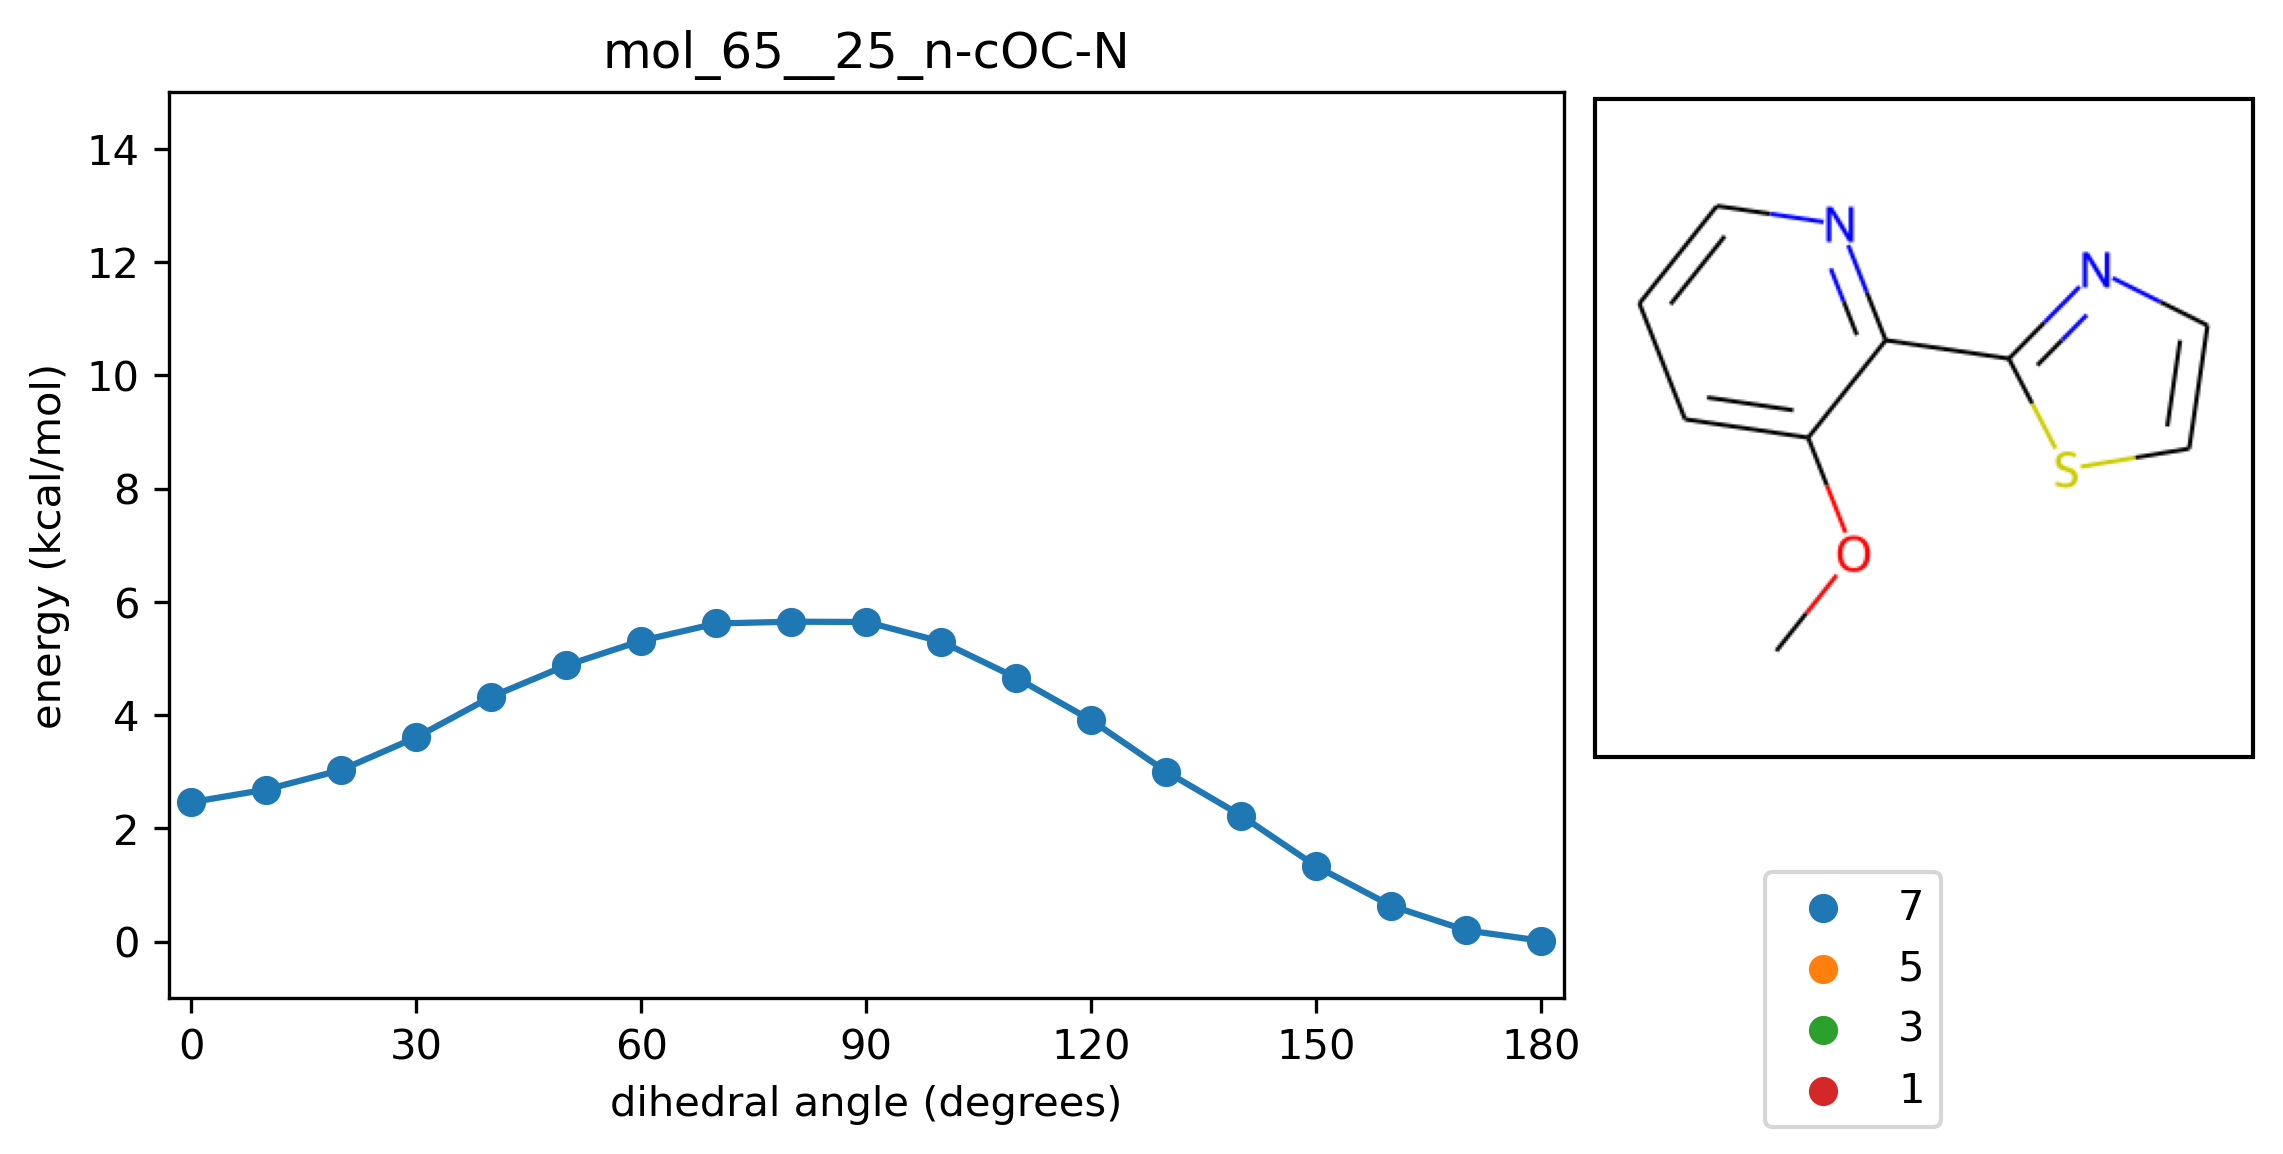 mol_65__25_n-cOC-N
14
12
10
8
6
4
2
0
energy (kcal/mol)
0 30 60 90 120 150 180
dihedral angle (degrees)
N
N
S
O
7
5
3
1